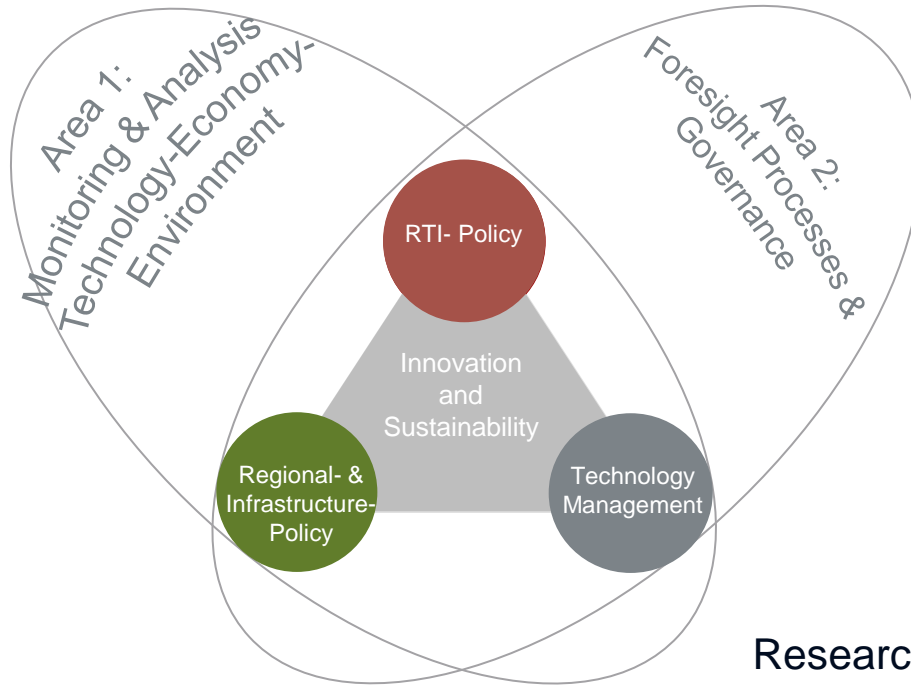 Area 1:
Monitoring & Analysis
Technology-Economy-
Environment
Area 2:
Foresight Processes &
Governance
RTI- Policy
Innovation
and
Sustainability
Regional- &
Infrastructure-
Policy
Technology
Management
Researc